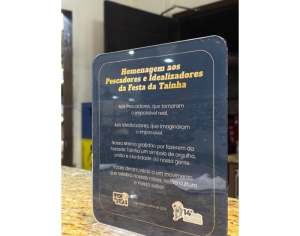 Homenagem aos
Pescadores e Idealizadores
da Festa da Tainha
Aos Pescadores, que tornaram
o impossível real.
Aos Idealizadores, que imaginaram
o impossível.
Nossa eterna gratidão por fazerem da
Festa da Tainha um símbolo de orgulho,
união e identidade da nossa gente.
Vocês deram início a um movimento
que celebra nossas raízes, nossa cultura
e nosso sabor.